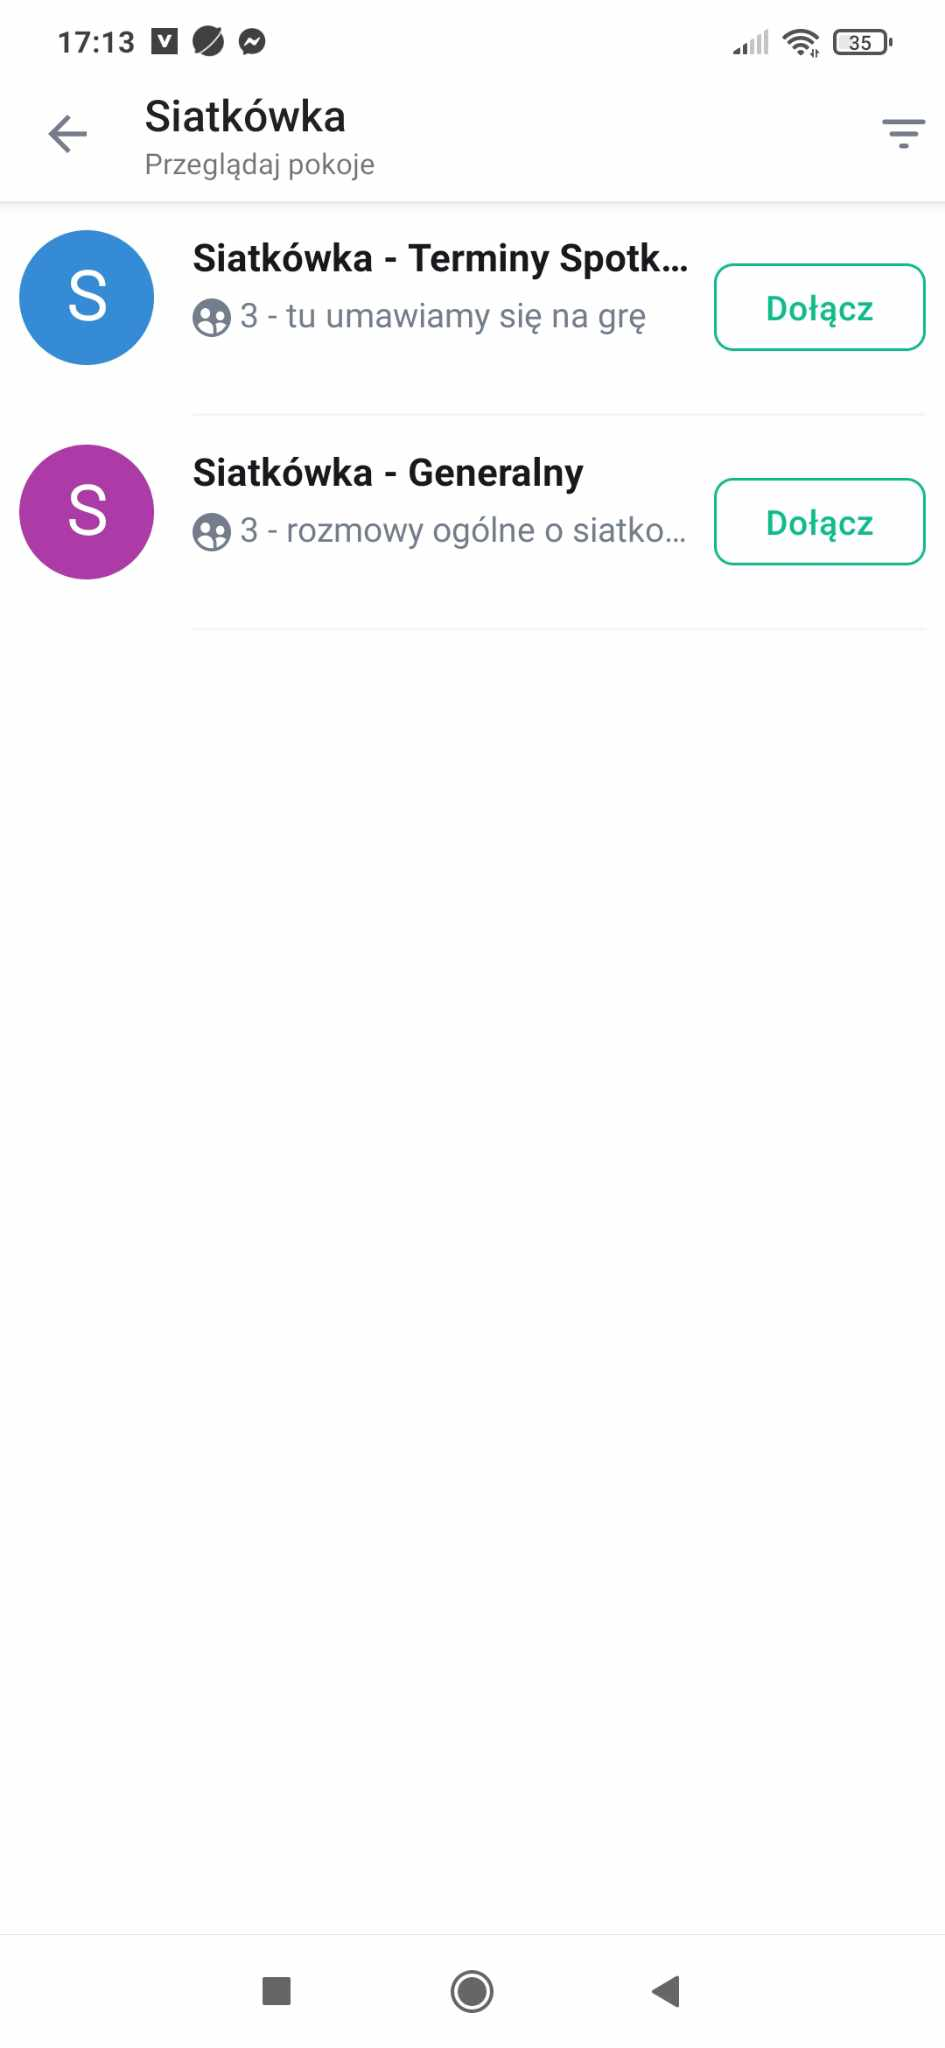 17:13
35
Siatkówka
Przeglądaj pokoje
S
Siatkówka - Terminy Spotk...
3 - tu umawiamy się na grę
Dołącz
S
Siatkówka - Generalny
3 - rozmowy ogólne o siatko...
Dołącz